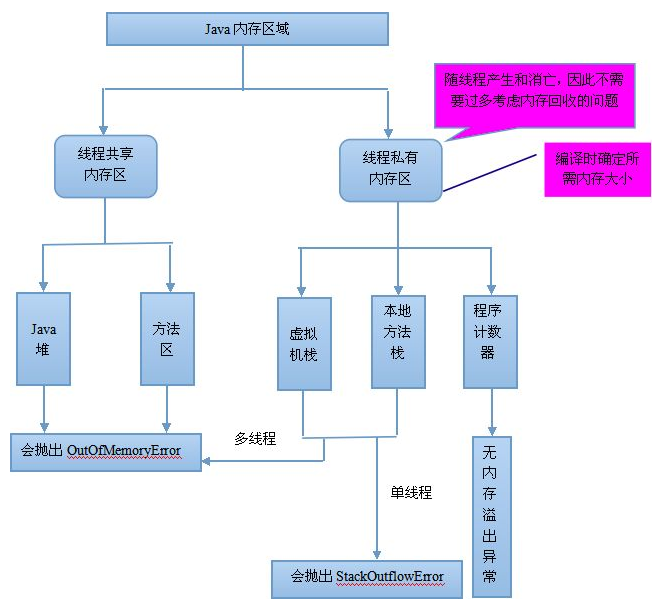 Java 内存区域
随线程产生和消亡，因此不需
要过多考虑内存回收的问题
线程共享
内存区
线程私有
内存区
编译时确定所
需内存大小
Java
堆
方法
区
虚拟
机栈
本地
方法
栈
程序
计数
器
会抛出 OutOfMemoryError
多线程
单线程
无
内
存
溢
出
异
常
会抛出 StackOutflowError